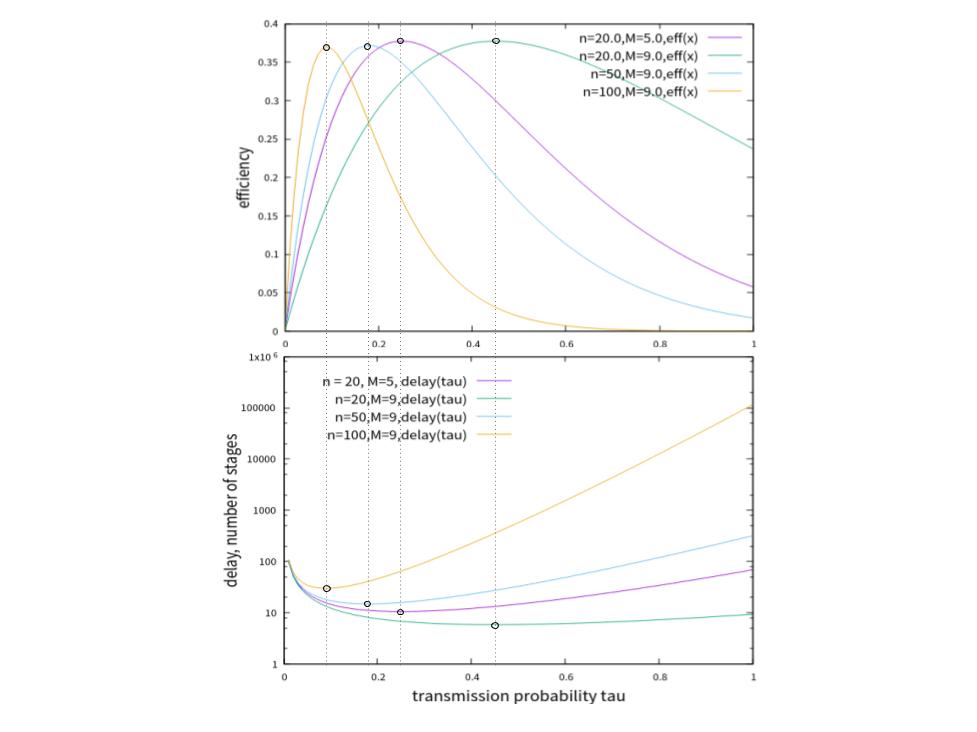 0.4
n=20.0,M=5.0,eff(x)
n=20.0,M=9.0,eff(x)
n=50,M=9.0,eff(x)
n=100,M=9.0,eff(x)
0.35
0.3
0.25
0.2
0.15
0.1
0.05
0
efficiency
0 0.2 0.4 0.6 0.8 1
1x10 6
n = 20, M=5, delay(tau)
n=20,M=9,delay(tau)
n=50,M=9,delay(tau)
n=100,M=9,delay(tau)
100000
10000
1000
100
10
1
delay, number of stages
0 0.2 0.4 0.6 0.8 1
transmission probability tau